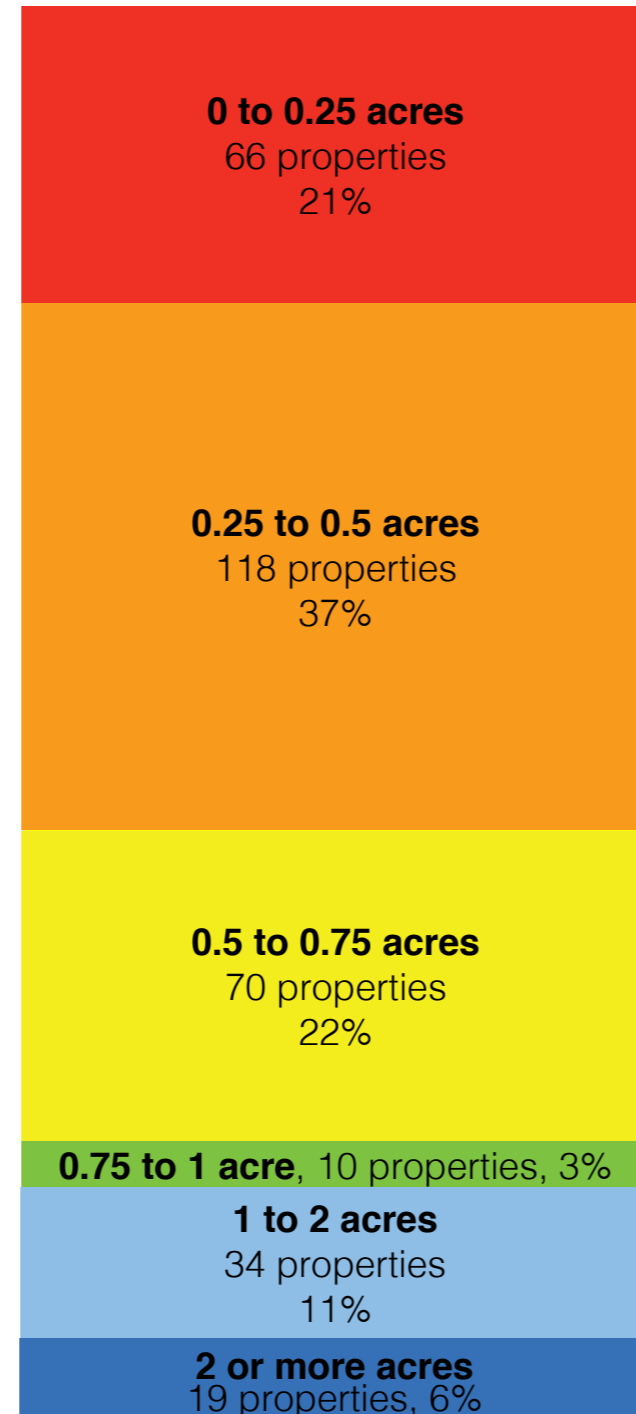 0 to 0.25 acres
66 properties
21%
0.25 to 0.5 acres
118 properties
37%
0.5 to 0.75 acres
70 properties
22%
0.75 to 1 acre, 10 properties, 3%
1 to 2 acres
34 properties
11%
2 or more acres
19 properties, 6%